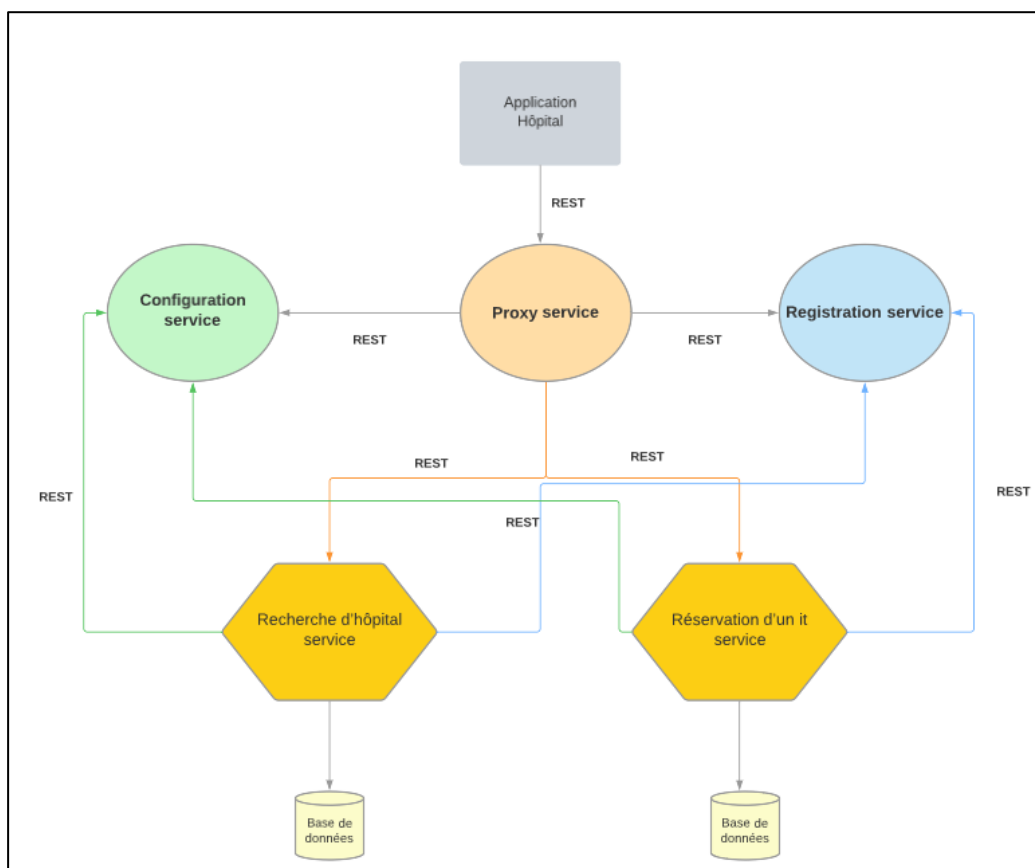 Application
Hôpital
REST
Configuration
service
Proxy service
Registration service
REST
REST
REST
REST
REST
REST
REST
Recherche d'hôpital
service
Réservation d'un it
service
Base de
données
Base de
données